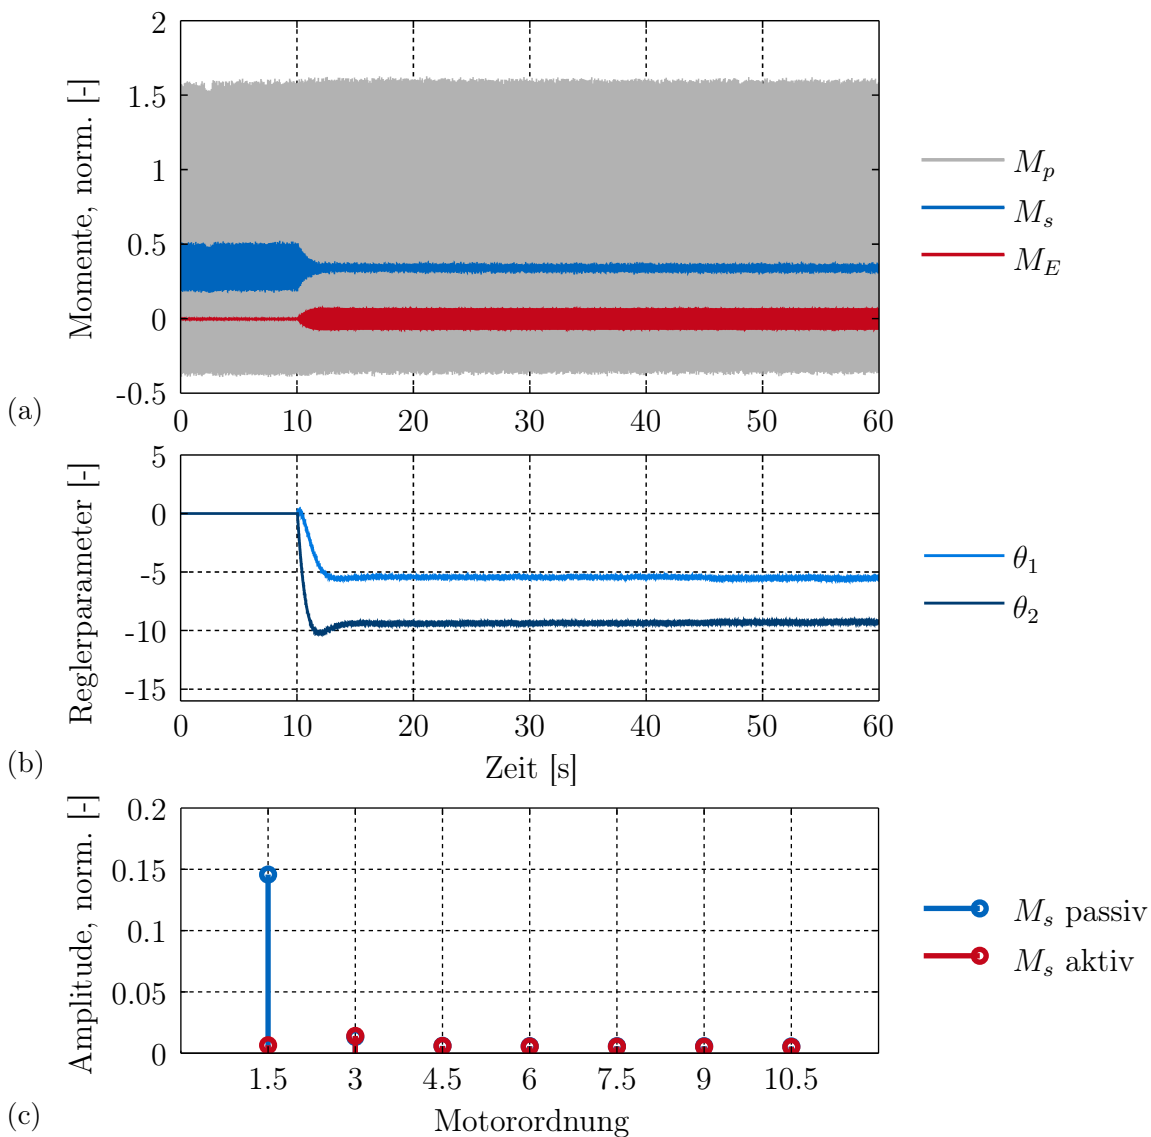 2
1.5
1
0.5
0
-0.5
Momente, norm. [-]
0 10 20 30 40 50 60
(a)
M_p
M_s
M_E
5
0
-5
-10
-15
Reglerparameter [-]
0 10 20 30 40 50 60
Zeit [s]
(b)
θ_1
θ_2
0.2
0.15
0.1
0.05
0
Amplitude, norm. [-]
1.5 3 4.5 6 7.5 9 10.5
Motorordnung
(c)
M_s passiv
M_s aktiv